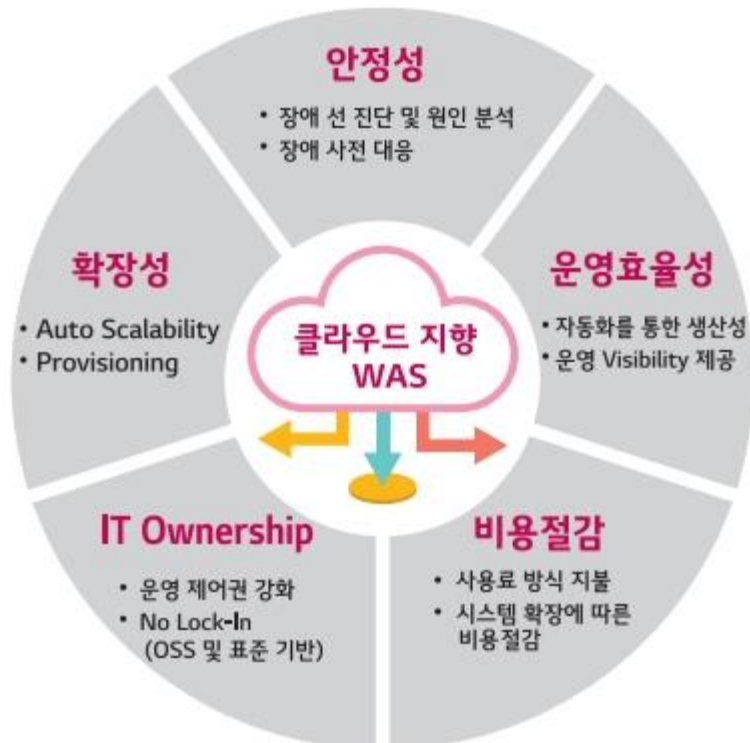 안정성
• 장애 선 진단 및 원인 분석
• 장애 사전 대응
확장성
• Auto Scalability
• Provisioning
클라우드 지향
WAS
운영효율성
• 자동화를 통한 생산성
• 운영 Visibility 제공
IT Ownership
• 운영 제어권 강화
• No Lock-In
(OSS 및 표준 기반)
비용절감
• 사용료 방식 지불
• 시스템 확장에 따른
비용절감